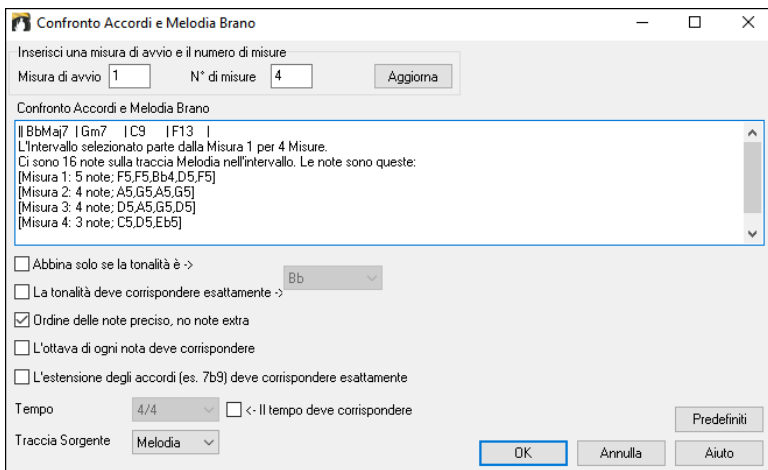 Confronto Accordi e Melodia Brano
Inserisci una misura di avvio e il numero di misure
Misura di avvio 1 N° di misure 4 Aggiorna
Confronto Accordi e Melodia Brano
|| BbMaj7 | Gm7 | C9 | F13 |
L'Intervallo selezionato parte dalla Misura 1 per 4 Misure.
Ci sono 16 note sulla traccia Melodia nell'intervallo. Le note sono queste:
[Misura 1: 5 note; F5,F5,Bb4,D5,F5]
[Misura 2: 4 note; A5,G5,A5,G5]
[Misura 3: 4 note; D5,A5,G5,D5]
[Misura 4: 3 note; C5,D5,Eb5]
Abbina solo se la tonalità è ->
Bb
La tonalità deve corrispondere esattamente ->
Ordine delle note preciso, no note extra
L'ottava di ogni nota deve corrispondere
L'estensione degli accordi (es. 7b9) deve corrispondere esattamente
Tempo 4/4 <- Il tempo deve corrispondere
Predefiniti
Traccia Sorgente Melodia
OK Annulla Aiuto